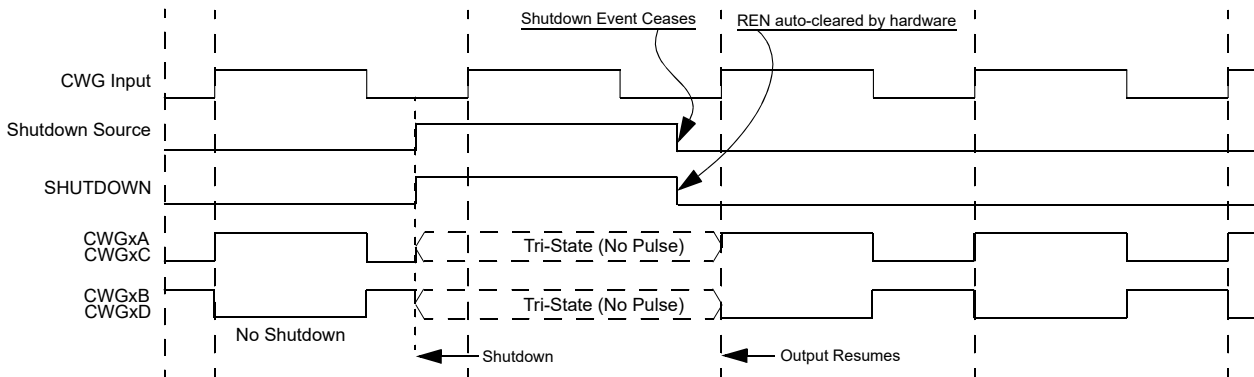 Shutdown Event Ceases
REN auto-cleared by hardware
CWG Input
Shutdown Source
SHUTDOWN
CWGxA
CWGxC
Tri-State (No Pulse)
CWGxB
CWGxD
Tri-State (No Pulse)
No Shutdown
Shutdown
Output Resumes